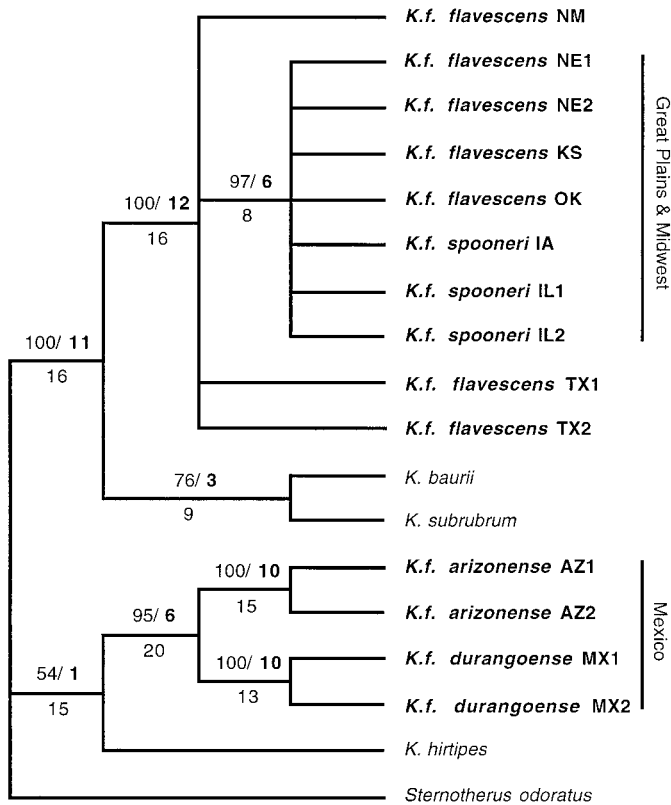 K.f. flavescens NM
K.f. flavescens NE1
K.f. flavescens NE2
K.f. flavescens KS
97/ 6
K.f. flavescens OK
8
100/ 12
16
K.f. spooneri IA
K.f. spooneri IL1
K.f. spooneri IL2
Great Plains & Midwest
100/ 11
16
K.f. flavescens TX1
K.f. flavescens TX2
76/ 3
9
K. baurii
K. subrubrum
100/ 10
15
K.f. arizonense AZ1
K.f. arizonense AZ2
95/ 6
20
100/ 10
13
K.f. durangoense MX1
K.f. durangoense MX2
Mexico
54/ 1
15
K. hirtipes
Sternotherus odoratus